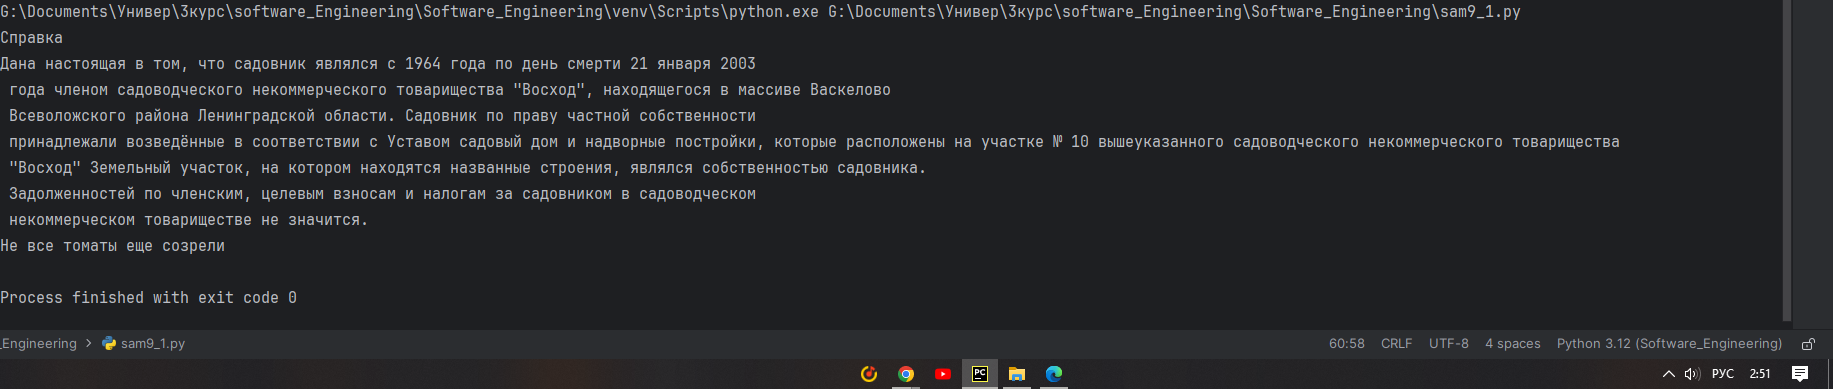 G:\Documents\Универ\3курс\software_Engineering\Software_Engineering\venv\Scripts\python.exe G:\Documents\Универ\3курс\software_Engineering\Software_Engineering\sam9_1.py
Справка
Дана настоящая в том, что садовник являлся с 1964 года по день смерти 21 января 2003
года членом садоводческого некоммерческого товарищества "Восход", находящегося в массиве Васкелово
Всеволожского района Ленинградской области. Садовник по праву частной собственности
принадлежали возведённые в соответствии с Уставом садовый дом и надворные постройки, которые расположены на участке № 10 вышеуказанного садоводческого некоммерческого товарищества
"Восход" Земельный участок, на котором находятся названные строения, являлся собственностью садовника.
Задолженностей по членским, целевым взносам и налогам за садовником в садоводческом
некоммерческом товариществе не значится.
Не все томаты еще созрели
Process finished with exit code 0
_Engineering > sam9_1.py 60:58 CRLF UTF-8 4 spaces Python 3.12 (Software_Engineering)
PC РУС 2:51